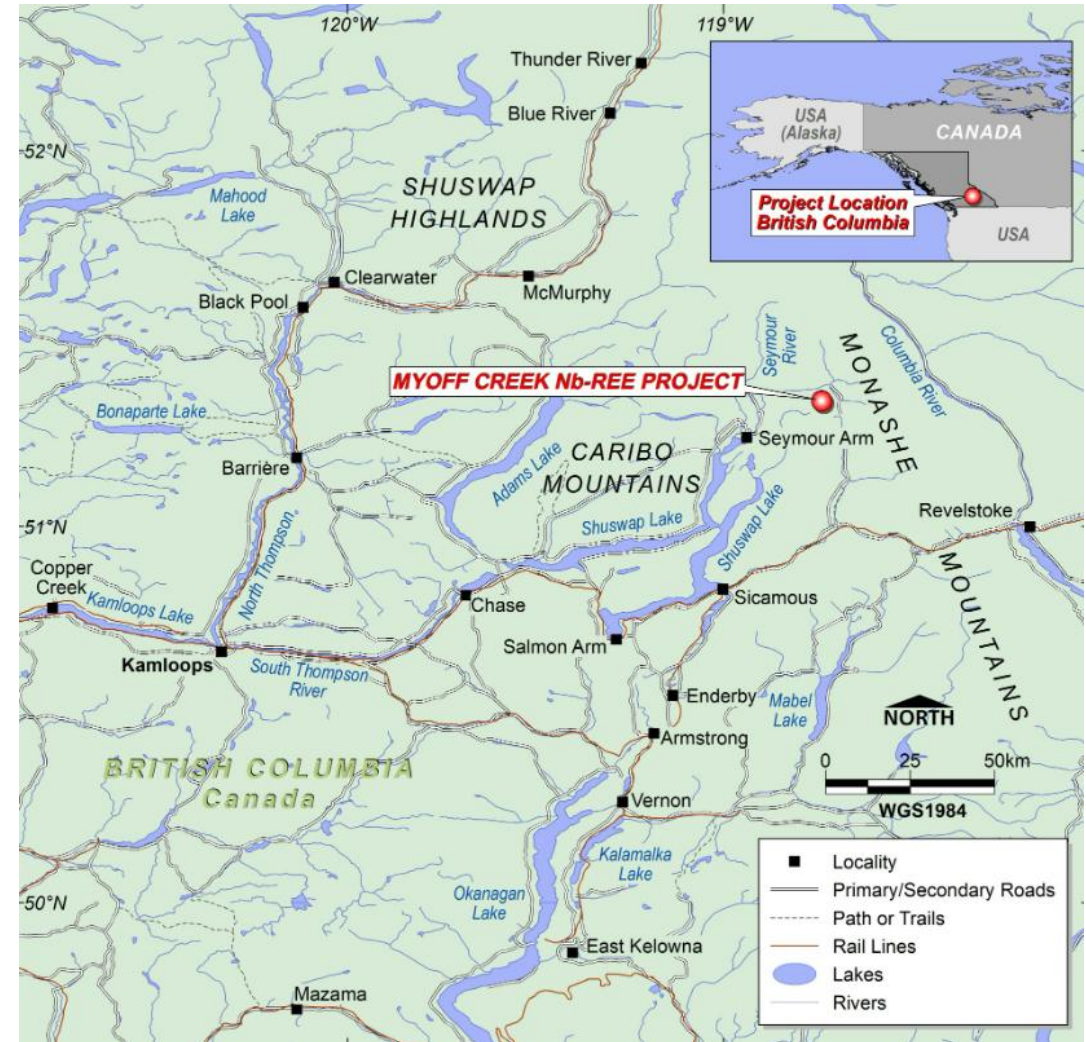 120°W
119°W
Thunder River
Blue River
52°N
SHUSWAP
HIGHLANDS
Mahood
Lake
Clearwater
McMurphy
Black Pool
USA
(Alaska)
CANADA
Project Location
British Columbia
USA
Seymour
River
Columbia River
MYOFF CREEK Nb-REE PROJECT
MONASHE
MOUNTAINS
Bonaparte Lake
Barrière
Adams Lake
CARIBO
MOUNTAINS
Seymour Arm
Shuswap Lake
Shuswap Lake
Revelstoke
51°N
Copper
Creek
Kamloops Lake
North Thompson
Chase
Sicamous
Kamloops
South Thompson
River
Salmon Arm
Enderby
Mabel
Lake
Armstrong
NORTH
0 25 50km
WGS1984
BRITISH COLUMBIA
Canada
Vernon
Kalamalka
Lake
Okanagan
Lake
50°N
East Kelowna
Mazama
Locality
Primary/Secondary Roads
Path or Trails
Rail Lines
Lakes
Rivers